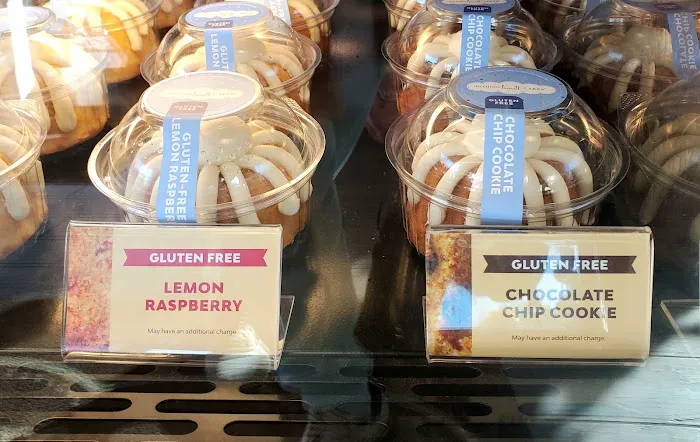 GLUTEN
LEMON
CHOCOLATE
CHIP COOKIE
GLUTEN-FREE
LEMON RASPBERRY
GLUTEN
FREE
CHOCOLATE
CHIP COOKIE
GLUTEN FREE
LEMON
RASPBERRY
May have an additional charge.
GLUTEN FREE
CHOCOLATE
CHIP COOKIE
May have an additional charge.